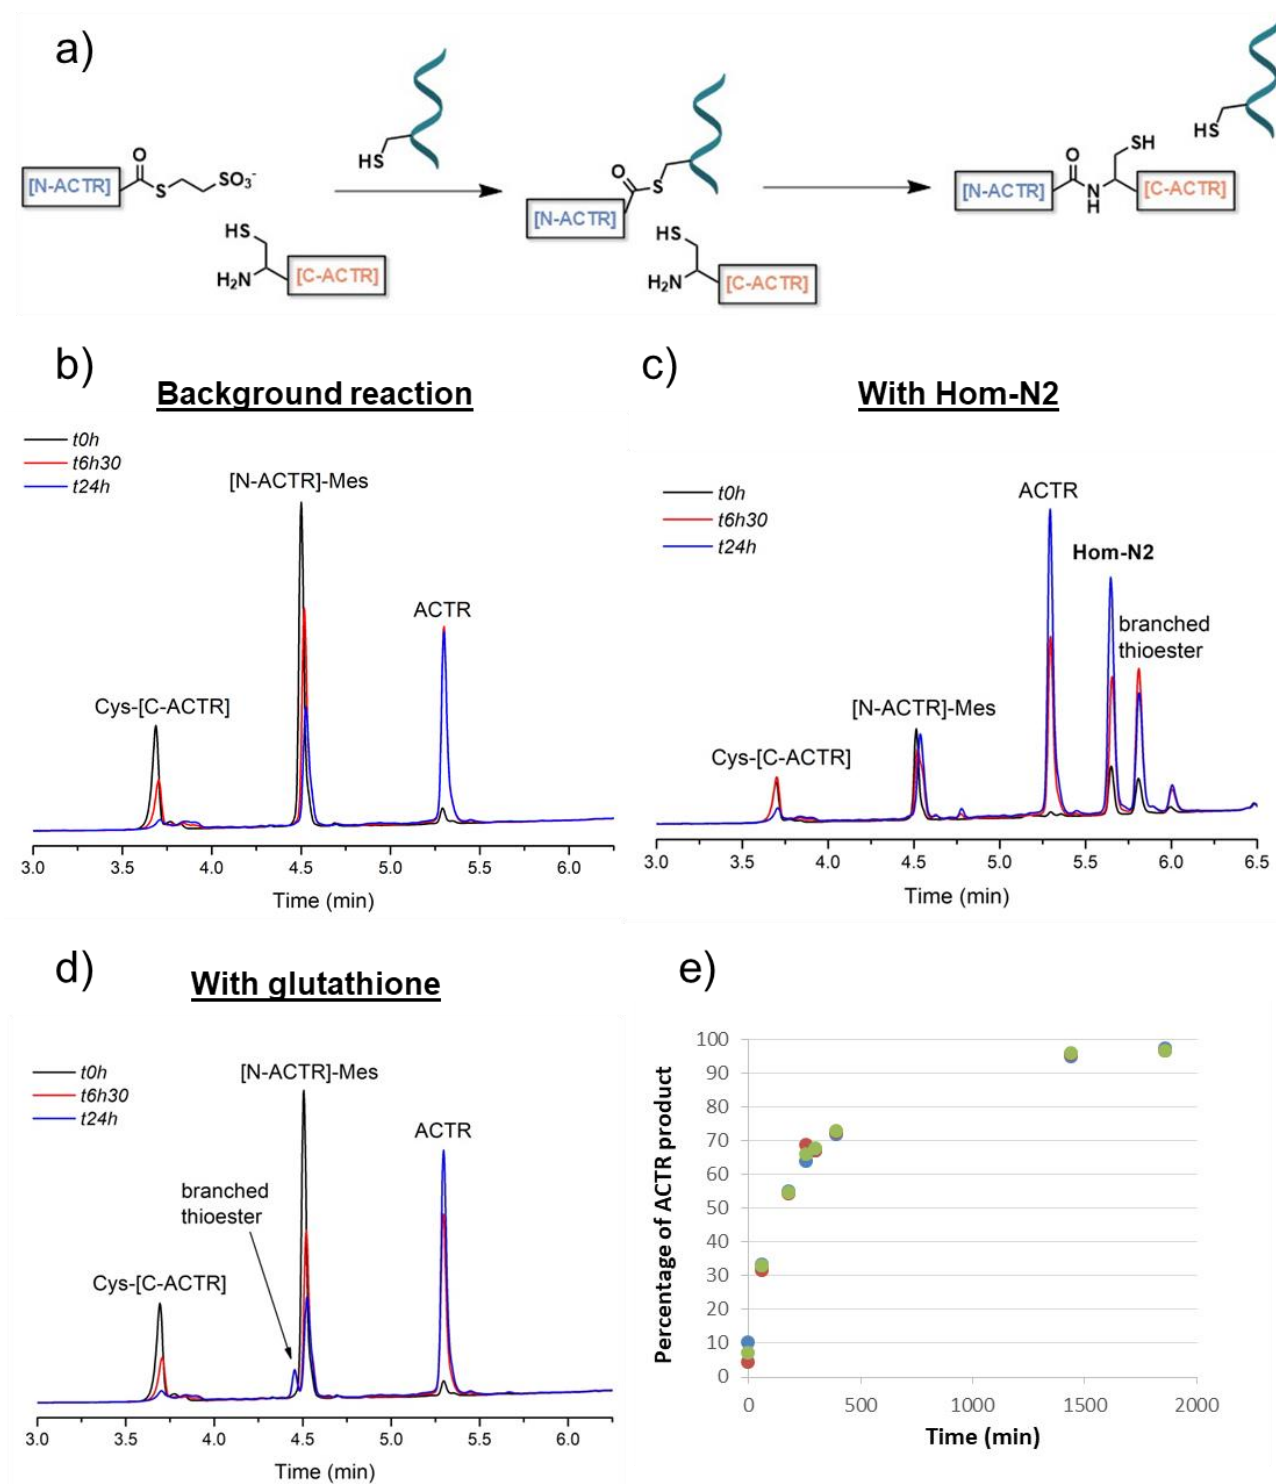 a)
[N-ACTR]
O
S
SO₃⁻
HS
HS
H₂N
[C-ACTR]
O
S
[N-ACTR]
HS
H₂N
[C-ACTR]
HS
SH
O
[N-ACTR]
N
H
[C-ACTR]
b)
Background reaction
t0h
t6h30
t24h
[N-ACTR]-Mes
ACTR
Cys-[C-ACTR]
3.0 3.5 4.0 4.5 5.0 5.5 6.0
Time (min)
c)
With Hom-N2
t0h
t6h30
t24h
ACTR
Hom-N2
branched
thioester
[N-ACTR]-Mes
Cys-[C-ACTR]
3.0 3.5 4.0 4.5 5.0 5.5 6.0 6.5
Time (min)
d)
With glutathione
t0h
t6h30
t24h
[N-ACTR]-Mes
ACTR
branched
thioester
Cys-[C-ACTR]
3.0 3.5 4.0 4.5 5.0 5.5 6.0
Time (min)
e)
Percentage of ACTR product
100
90
80
70
60
50
40
30
20
10
0
0 500 1000 1500 2000
Time (min)